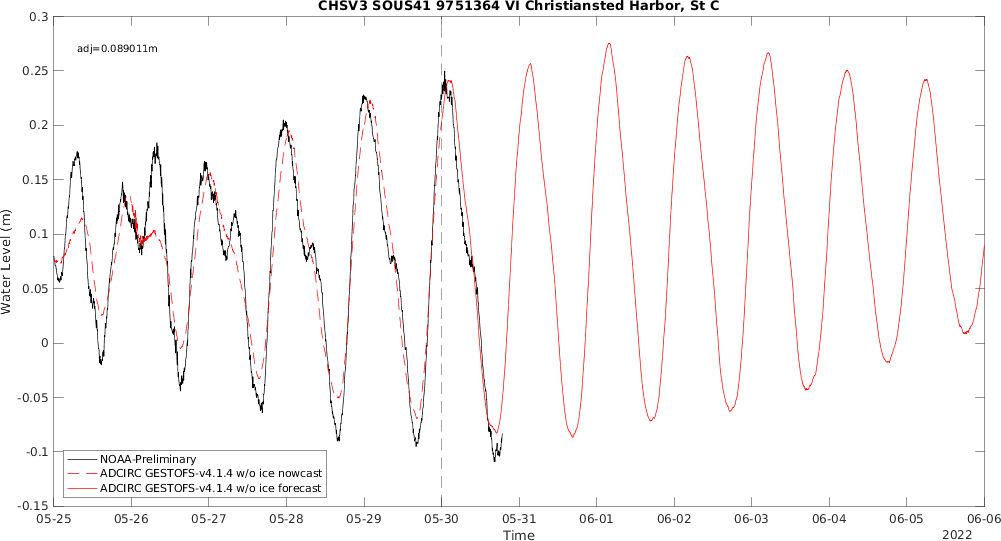 CHSV3 SOUS41 9751364 VI Christiansted Harbor, St C
adj=0.089011m
0.3
0.25
0.2
0.15
0.1
0.05
0
-0.05
-0.1
-0.15
Water Level (m)
NOAA-Preliminary
ADCIRC GESTOFS-v4.1.4 w/o ice nowcast
ADCIRC GESTOFS-v4.1.4 w/o ice forecast
05-25 05-26 05-27 05-28 05-29 05-30 05-31 06-01 06-02 06-03 06-04 06-05 06-06
Time
2022